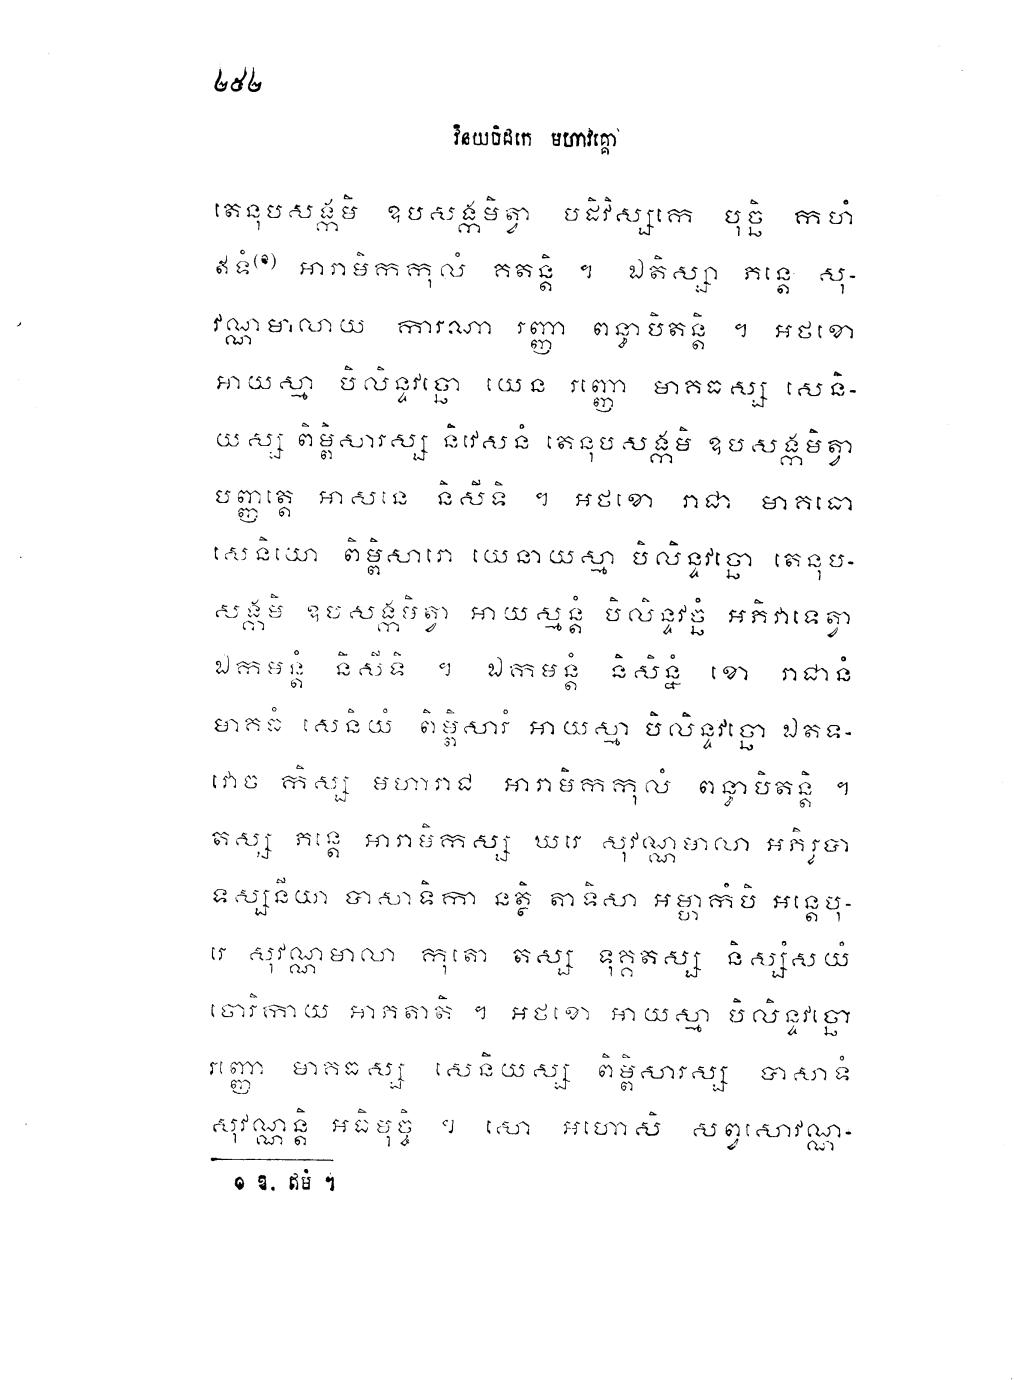 ២៥២
វិនយបិដកេ មហាវគ្គោ
តេនុបសង្កមិ ឧបសង្កមិត្វា បដិវិស្សកេ បុច្ឆិ កហំ
ឥទំ(១) អារាមិកកុលំ គតន្តិ ។ ឯតិស្សា ភន្តេ សុ-
វណ្ណមាលាយ ការណា រញ្ញា ពន្ធាបិតន្តិ ។ អថខោ
អាយស្មា បិលិន្ទវច្ឆោ យេន រញ្ញោ មាគធស្ស សេនិ-
យស្ស ពិម្ពិសារស្ស និវេសនំ តេនុបសង្កមិ ឧបសង្កមិត្វា
បញ្ញត្តេ អាសនេ និសីទិ ។ អថខោ រាជា មាគធោ
សេនិយោ ពិម្ពិសារោ យេនាយស្មា បិលិន្ទវច្ឆោ តេនុប-
សង្កមិ ឧបសង្កមិត្វា អាយស្មន្តំ បិលិន្ទវច្ឆំ អភិវាទេត្វា
ឯកមន្តំ និសីទិ ។ ឯកមន្តំ និសិន្នំ ខោ រាជានំ
មាគធំ សេនិយំ ពិម្ពិសារំ អាយស្មា បិលិន្ទវច្ឆោ ឯតទ-
វោច កិស្ស មហារាជ អារាមិកកុលំ ពន្ធាបិតន្តិ ។
តស្ស ភន្តេ អារាមិកស្ស ឃរេ សុវណ្ណមាលា អភិរូបា
ទស្សនីយា បាសាទិកា នត្ថិ តាទិសា អម្ហាកំបិ អន្តេបុ-
រេ សុវណ្ណមាលា កុតោ តស្ស ទុគ្គតស្ស និស្សំសយំ
ចោរិកាយ អាភតាតិ ។ អថខោ អាយស្មា បិលិន្ទវច្ឆោ
រញ្ញោ មាគធស្ស សេនិយស្ស ពិម្ពិសារស្ស បាសាទំ
សុវណ្ណន្តិ អធិមុច្ចិ ។ សោ អហោសិ សព្វសោវណ្ណ-
១ ឱ. ឥមំ ។